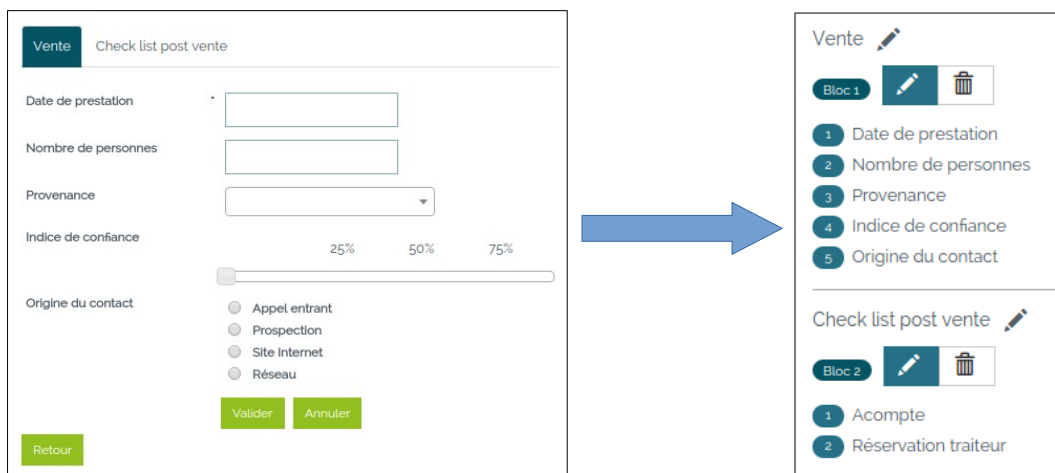 Vente Check list post vente
Date de prestation *
Nombre de personnes
Provenance
Indice de confiance
25% 50% 75%
Origine du contact
Appel entrant
Prospection
Site Internet
Réseau
Valider Annuler
Retour
Vente
Bloc 1
1 Date de prestation
2 Nombre de personnes
3 Provenance
4 Indice de confiance
5 Origine du contact
Check list post vente
Bloc 2
1 Acompte
2 Réservation traiteur